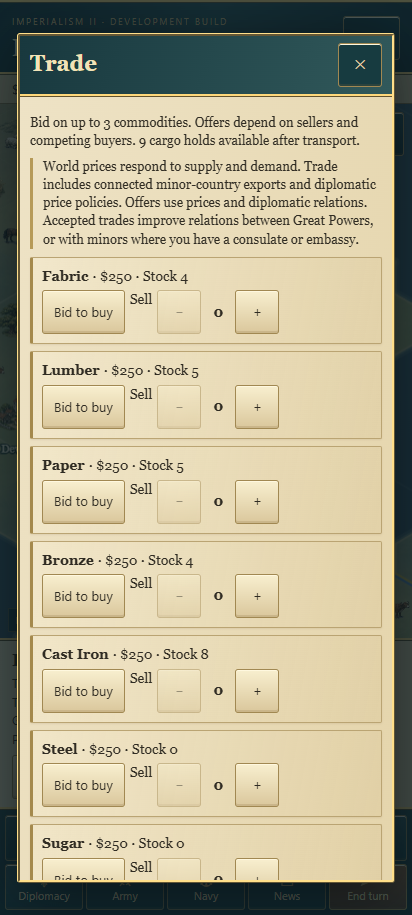 IMPERIALISM II · DEVELOPMENT BUILD
Trade
×
Bid on up to 3 commodities. Offers depend on sellers and
competing buyers. 9 cargo holds available after transport.
World prices respond to supply and demand. Trade
includes connected minor-country exports and diplomatic
price policies. Offers use prices and diplomatic relations.
Accepted trades improve relations between Great Powers,
or with minors where you have a consulate or embassy.
Fabric · $250 · Stock 4
Bid to buy Sell − 0 +
Lumber · $250 · Stock 5
Bid to buy Sell − 0 +
Paper · $250 · Stock 5
Bid to buy Sell − 0 +
Bronze · $250 · Stock 4
Bid to buy Sell − 0 +
Cast Iron · $250 · Stock 8
Bid to buy Sell − 0 +
Steel · $250 · Stock 0
Bid to buy Sell − 0 +
Sugar · $250 · Stock 0
Bid to buy Sell − 0 +
Diplomacy Army Navy News End turn